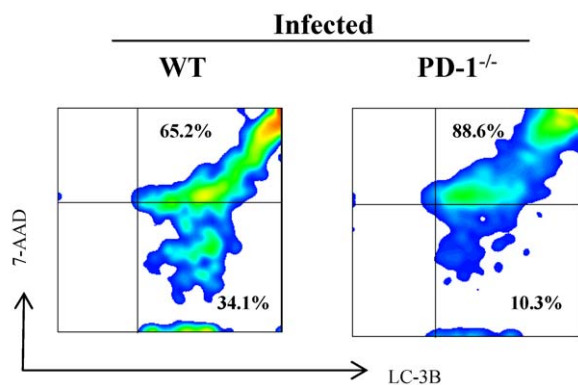 Infected
WT PD-1-/-
65.2% 88.6%
34.1% 10.3%
7-AAD
LC-3B